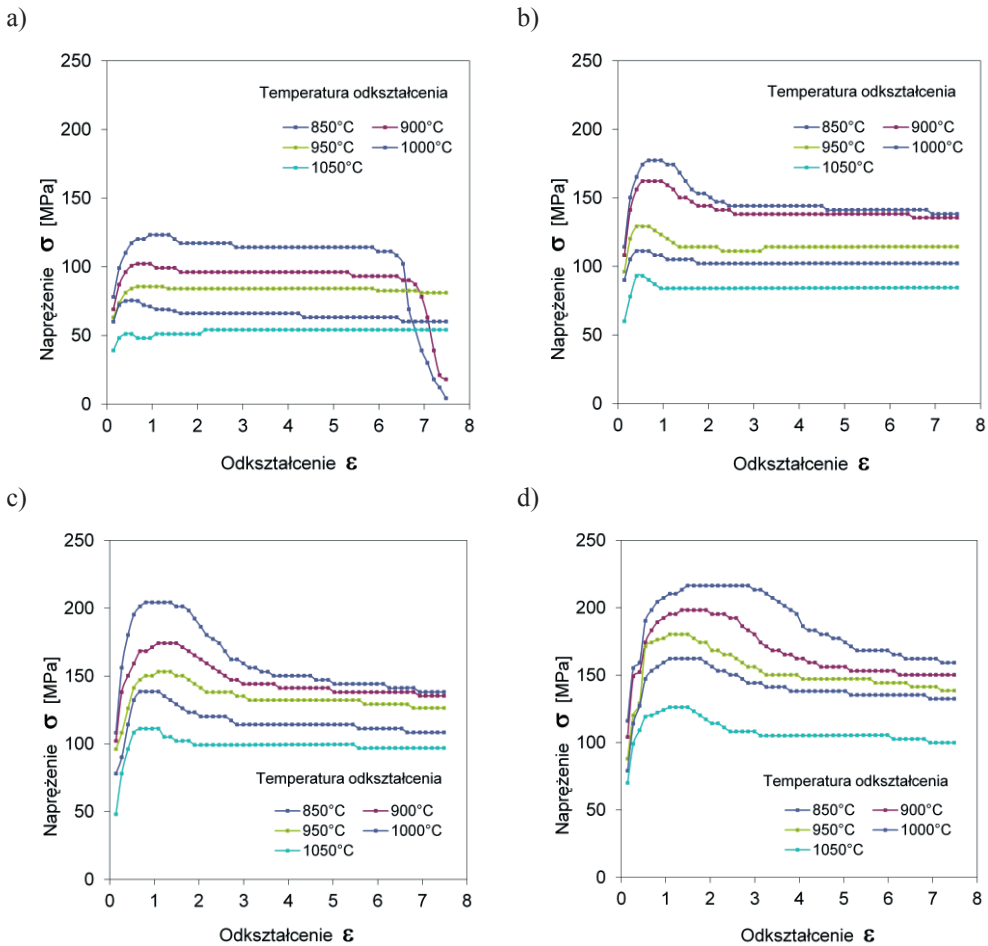 a)
250
200
150
100
50
0
Naprężenie σ [MPa]
Temperatura odkształcenia
850°C 900°C
950°C 1000°C
1050°C
0 1 2 3 4 5 6 7 8
Odkształcenie ε
b)
250
200
150
100
50
0
Naprężenie σ [MPa]
Temperatura odkształcenia
850°C 900°C
950°C 1000°C
1050°C
0 1 2 3 4 5 6 7 8
Odkształcenie ε
c)
250
200
150
100
50
0
Naprężenie σ [MPa]
Temperatura odkształcenia
850°C 900°C
950°C 1000°C
1050°C
0 1 2 3 4 5 6 7 8
Odkształcenie ε
d)
250
200
150
100
50
0
Naprężenie σ [MPa]
Temperatura odkształcenia
850°C 900°C
950°C 1000°C
1050°C
0 1 2 3 4 5 6 7 8
Odkształcenie ε